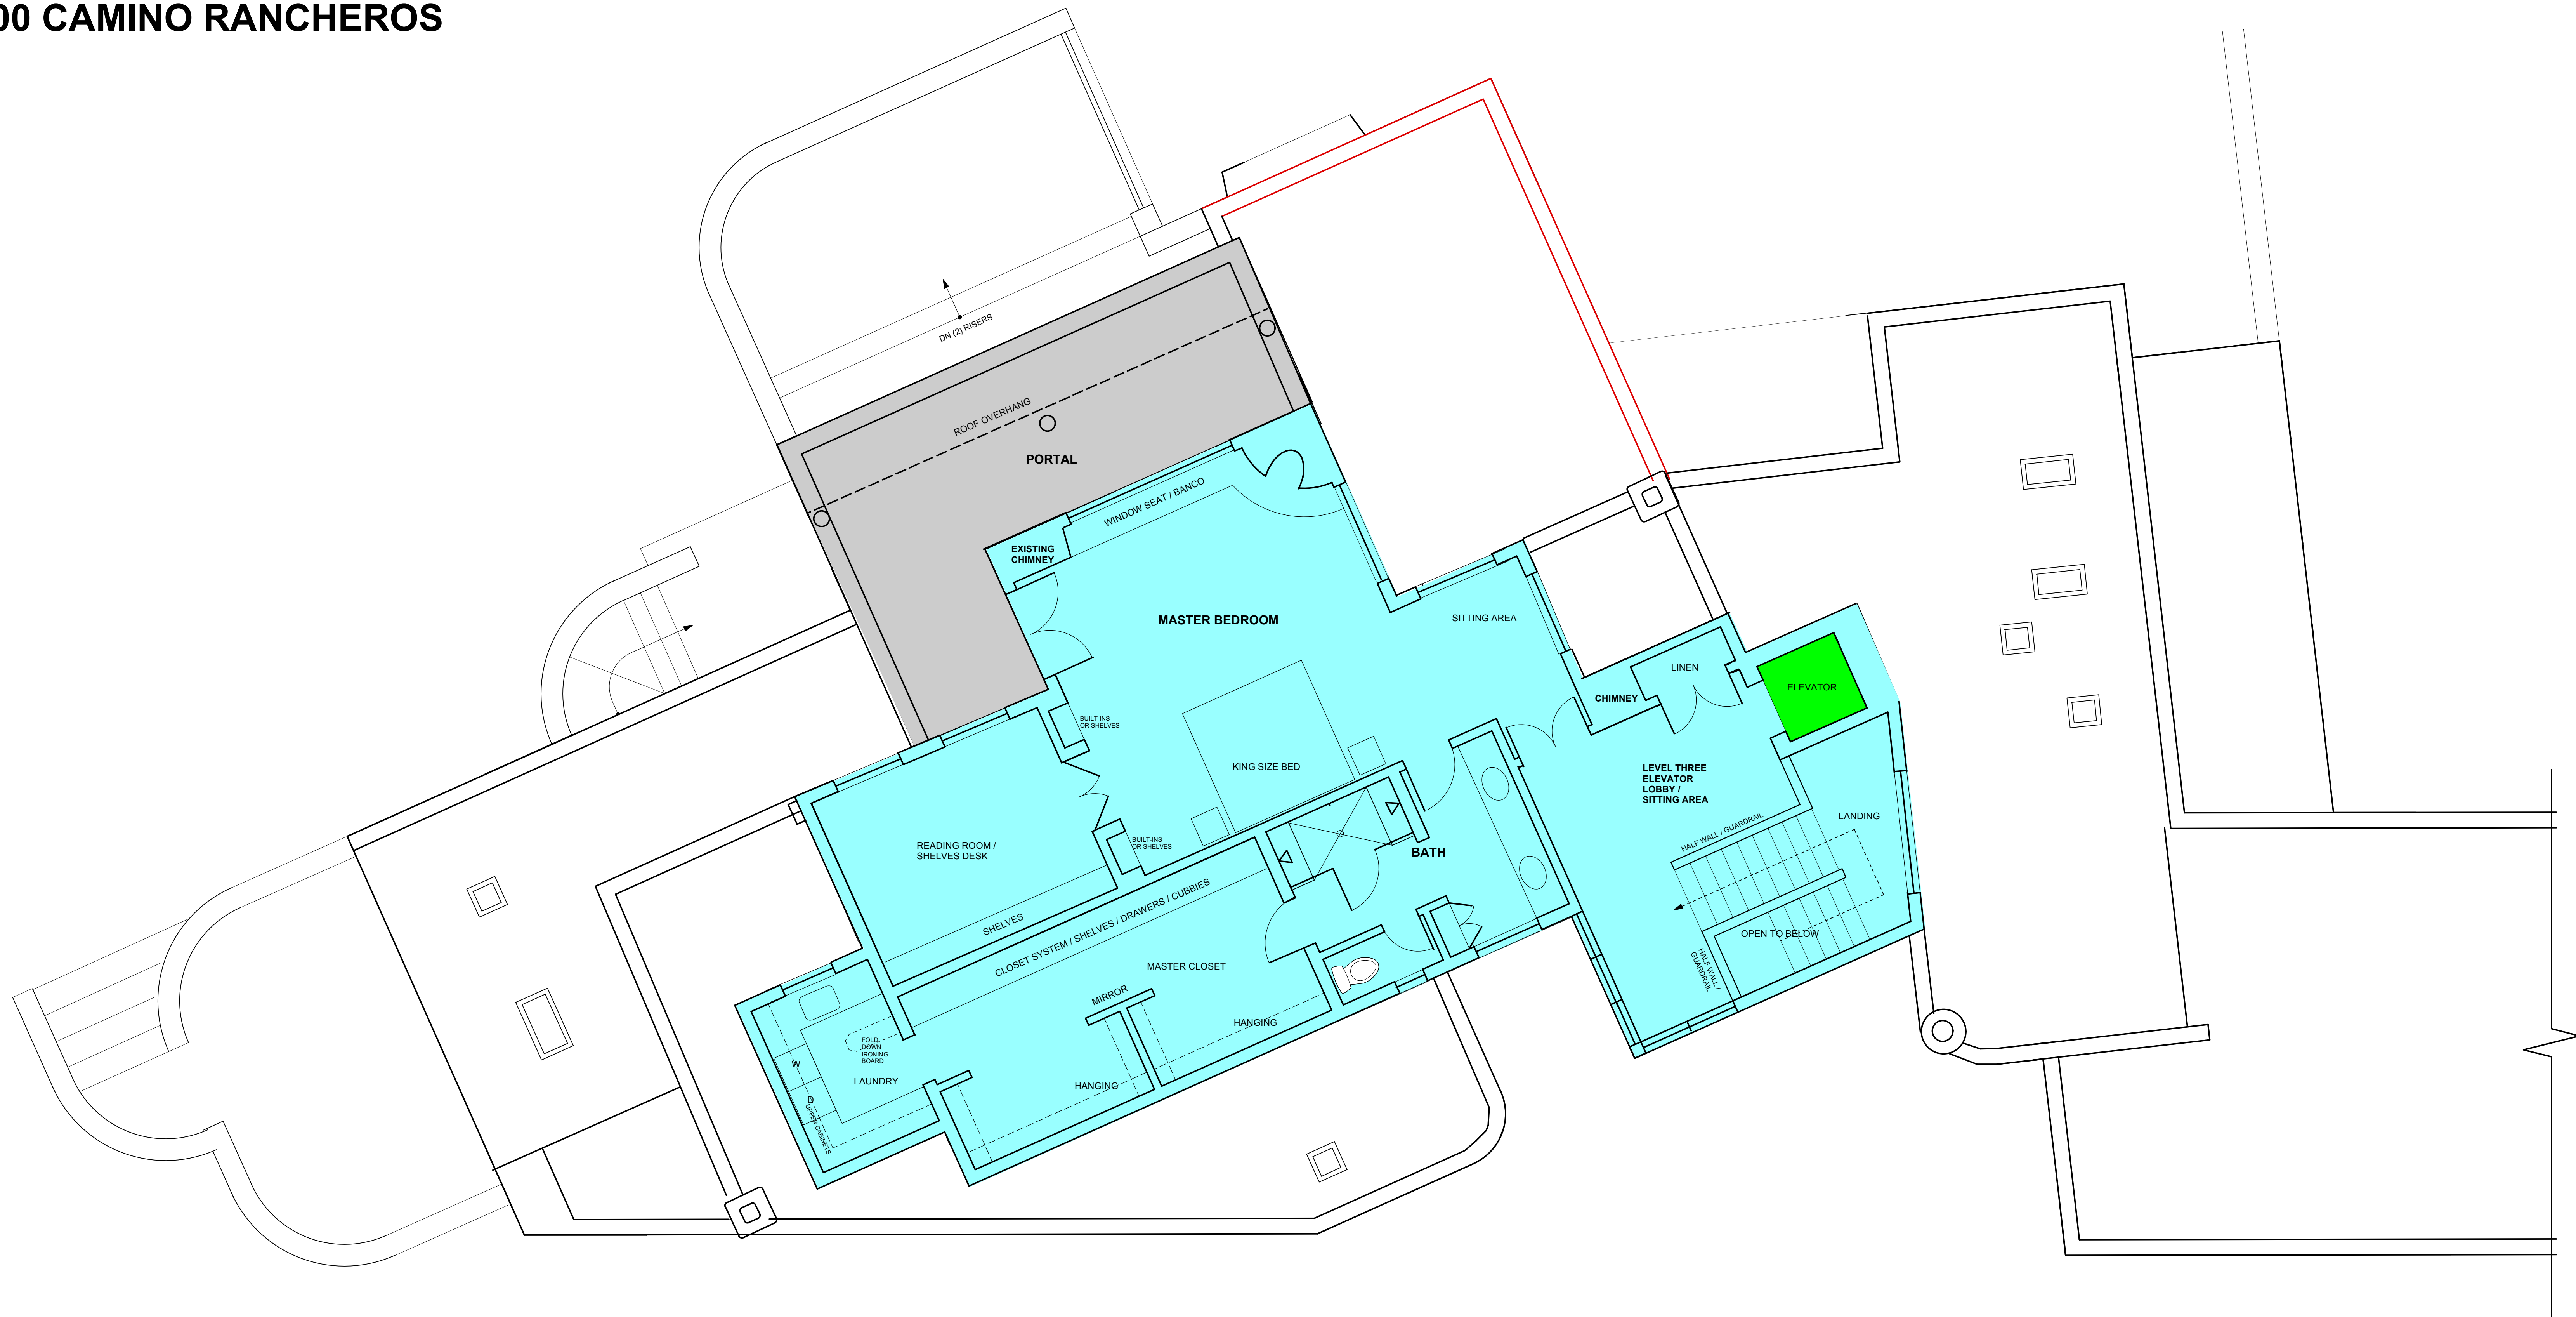 00 CAMINO RANCHEROS
DN (2) RISERS
ROOF OVERHANG
PORTAL
WINDOW SEAT / BANCO
EXISTING
CHIMNEY
MASTER BEDROOM
SITTING AREA
LINEN
ELEVATOR
CHIMNEY
BUILT-INS
OR SHELVES
KING SIZE BED
LEVEL THREE
ELEVATOR
LOBBY /
SITTING AREA
LANDING
HALF WALL / GUARDRAIL
READING ROOM /
SHELVES DESK
BUILT-INS
OR SHELVES
BATH
SHELVES
CLOSET SYSTEM / SHELVES / DRAWERS / CUBBIES
OPEN TO BELOW
HALF WALL /
GUARDRAIL
MASTER CLOSET
MIRROR
HANGING
FOLD
DOWN
IRONING
BOARD
W
LAUNDRY
HANGING
D
UPPER CABINETS